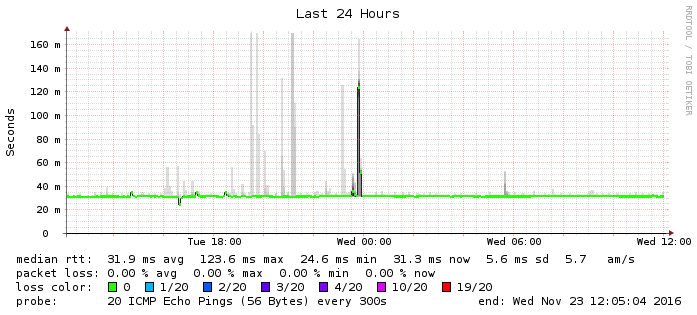 Last 24 Hours
RRDTOOL / TOBI OETIKER
Seconds
160 m
140 m
120 m
100 m
80 m
60 m
40 m
20 m
0
Tue 18:00 Wed 00:00 Wed 06:00 Wed 12:00
median rtt: 31.9 ms avg 123.6 ms max 24.6 ms min 31.3 ms now 5.6 ms sd 5.7 am/s
packet loss: 0.00 % avg 0.00 % max 0.00 % min 0.00 % now
loss color: 0 1/20 2/20 3/20 4/20 10/20 19/20
probe: 20 ICMP Echo Pings (56 Bytes) every 300s end: Wed Nov 23 12:05:04 2016